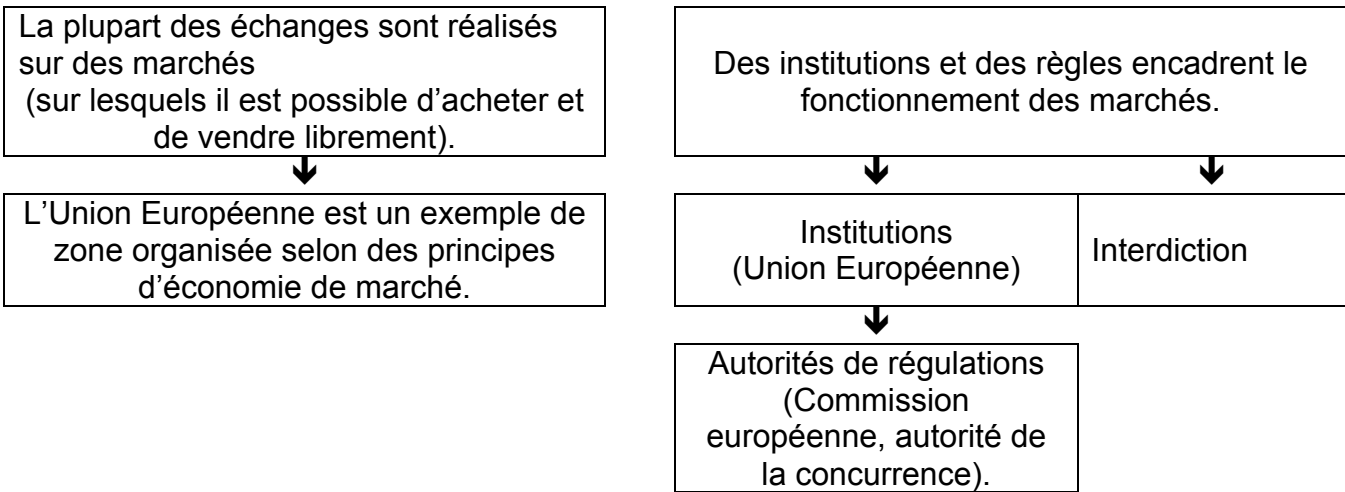 La plupart des échanges sont réalisés
sur des marchés
(sur lesquels il est possible d’acheter et
de vendre librement).
L’Union Européenne est un exemple de
zone organisée selon des principes
d’économie de marché.
Des institutions et des règles encadrent le
fonctionnement des marchés.
Institutions
(Union Européenne)
Interdiction
Autorités de régulations
(Commission
européenne, autorité de
la concurrence).